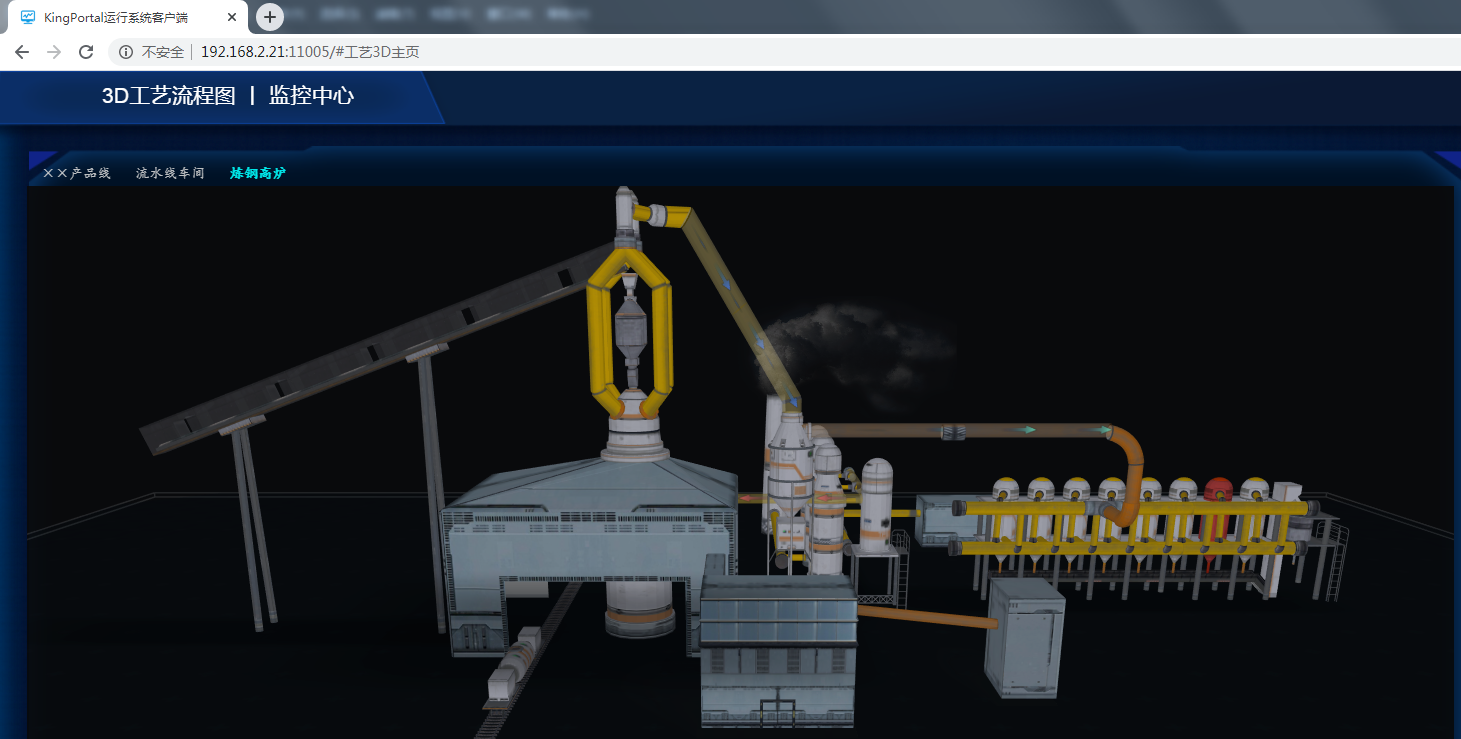 KingPortal运行系统客户端
不安全 192.168.2.21:11005/#工艺3D主页
3D工艺流程图 | 监控中心
××产品线 流水线车间 炼钢高炉